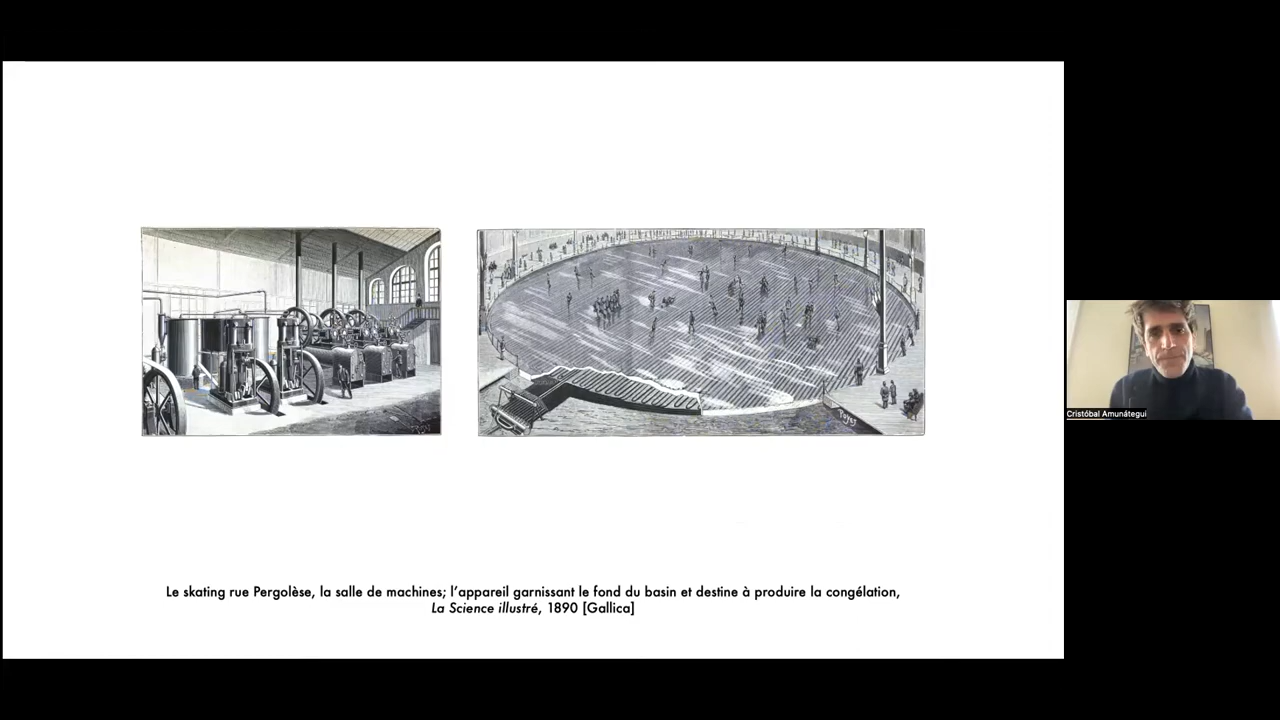 Poyet
Le skating rue Pergolèse, la salle de machines; l’appareil garnissant le fond du basin et destine à produire la congélation,
La Science illustré, 1890 [Gallica]
Cristóbal Amunátegui